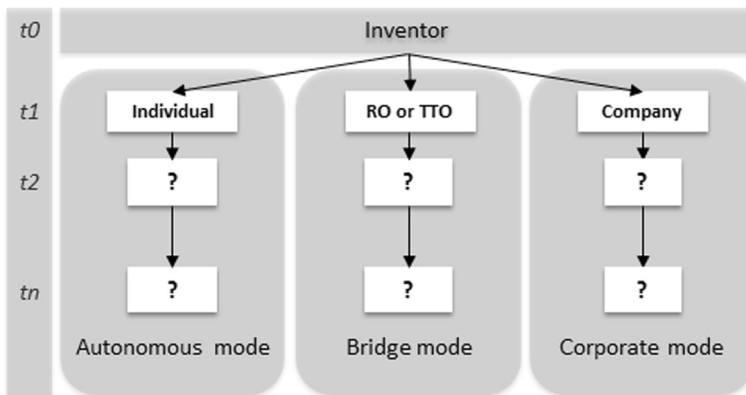 t0 Inventor
t1 Individual RO or TTO Company
t2 ? ? ?
tn ? ? ?
Autonomous mode Bridge mode Corporate mode